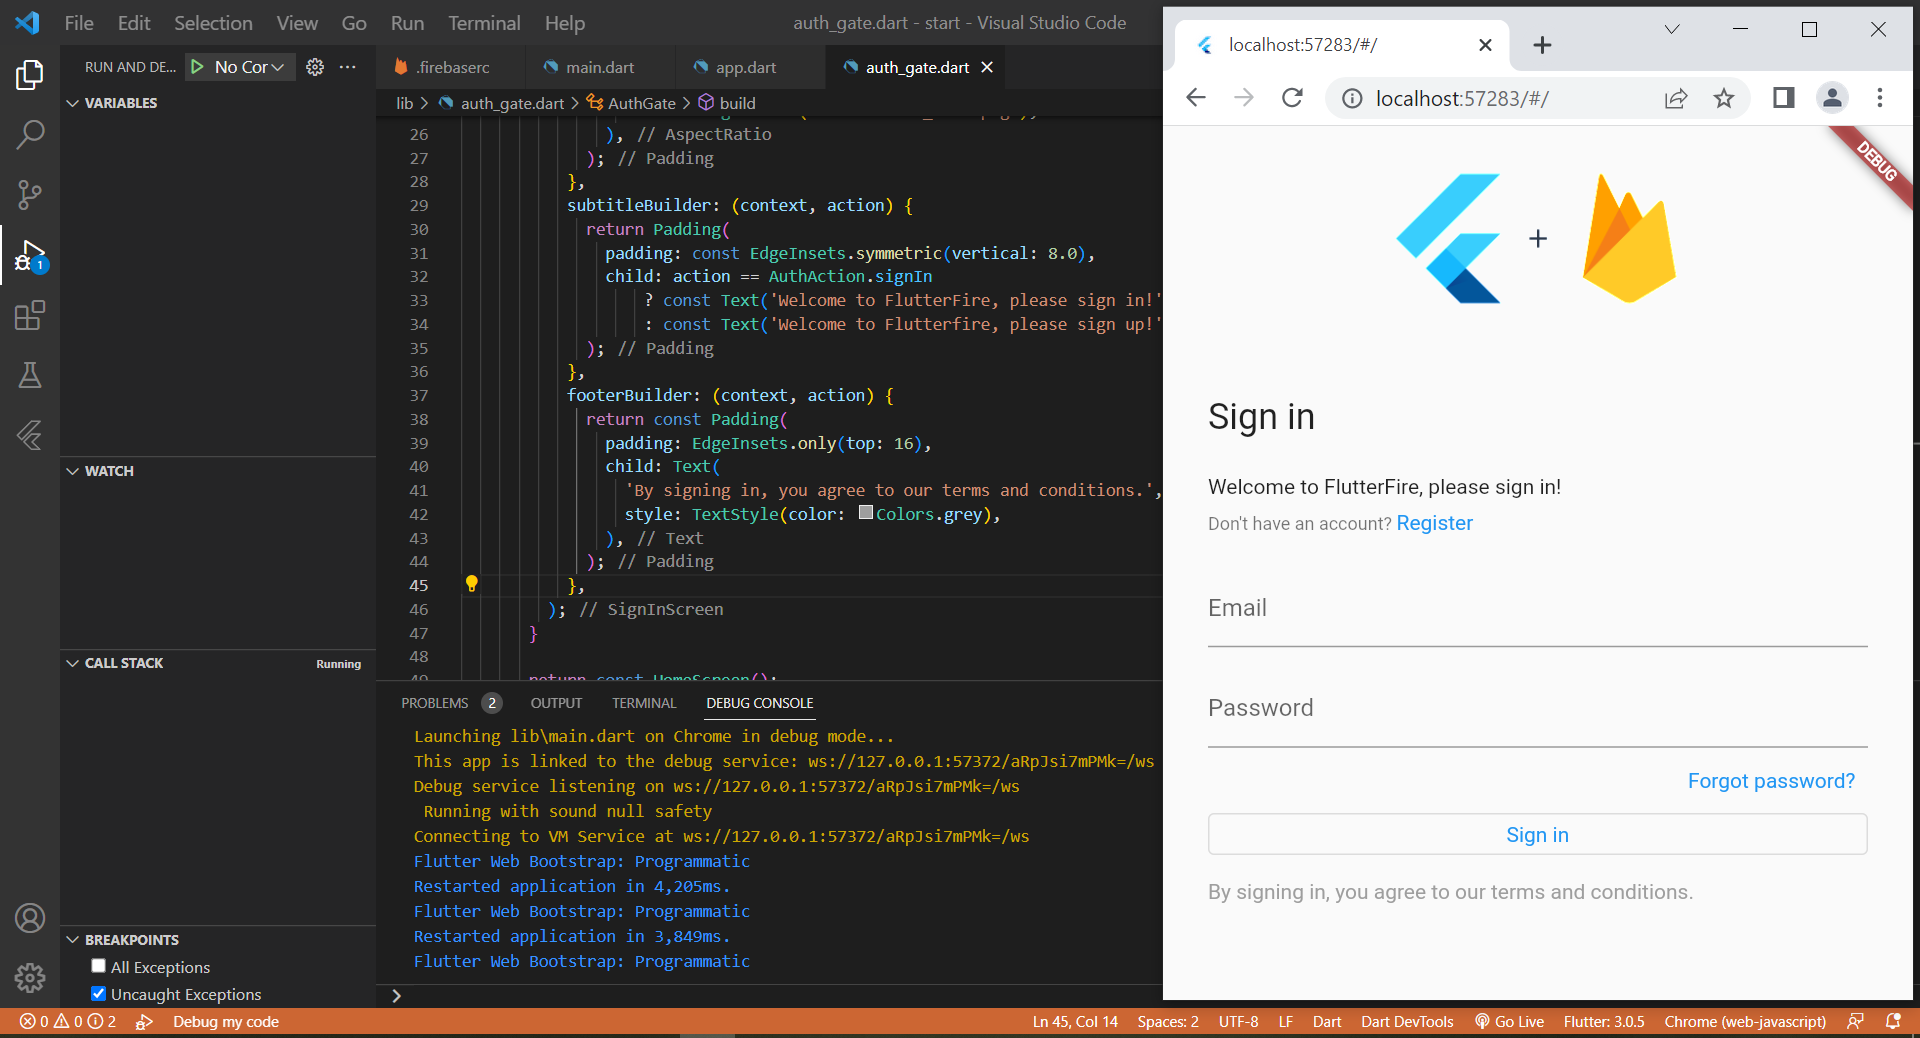 File Edit Selection View Go Run Terminal Help
auth_gate.dart - start - Visual Studio Code
RUN AND DE... No Cor
VARIABLES
WATCH
CALL STACK Running
BREAKPOINTS
All Exceptions
Uncaught Exceptions
1
.firebaserc main.dart app.dart auth_gate.dart
lib > auth_gate.dart > AuthGate > build
26 ), // AspectRatio
27 ); // Padding
28 },
29 subtitleBuilder: (context, action) {
30 return Padding(
31 padding: const EdgeInsets.symmetric(vertical: 8.0),
32 child: action == AuthAction.signIn
33 ? const Text('Welcome to FlutterFire, please sign in!'
34 : const Text('Welcome to Flutterfire, please sign up!'
35 ); // Padding
36 },
37 footerBuilder: (context, action) {
38 return const Padding(
39 padding: EdgeInsets.only(top: 16),
40 child: Text(
41 'By signing in, you agree to our terms and conditions.',
42 style: TextStyle(color: Colors.grey),
43 ), // Text
44 ); // Padding
45 },
46 ); // SignInScreen
47 }
48
49 return const HomeScreen();
PROBLEMS 2 OUTPUT TERMINAL DEBUG CONSOLE
Launching lib\main.dart on Chrome in debug mode...
This app is linked to the debug service: ws://127.0.0.1:57372/aRpJsi7mPMk=/ws
Debug service listening on ws://127.0.0.1:57372/aRpJsi7mPMk=/ws
Running with sound null safety
Connecting to VM Service at ws://127.0.0.1:57372/aRpJsi7mPMk=/ws
Flutter Web Bootstrap: Programmatic
Restarted application in 4,205ms.
Flutter Web Bootstrap: Programmatic
Restarted application in 3,849ms.
Flutter Web Bootstrap: Programmatic
>
localhost:57283/#/
localhost:57283/#/
DEBUG
+
Sign in
Welcome to FlutterFire, please sign in!
Don't have an account? Register
Email
Password
Forgot password?
Sign in
By signing in, you agree to our terms and conditions.
0 0 2 Debug my code Ln 45, Col 14 Spaces: 2 UTF-8 LF Dart Dart DevTools Go Live Flutter: 3.0.5 Chrome (web-javascript)